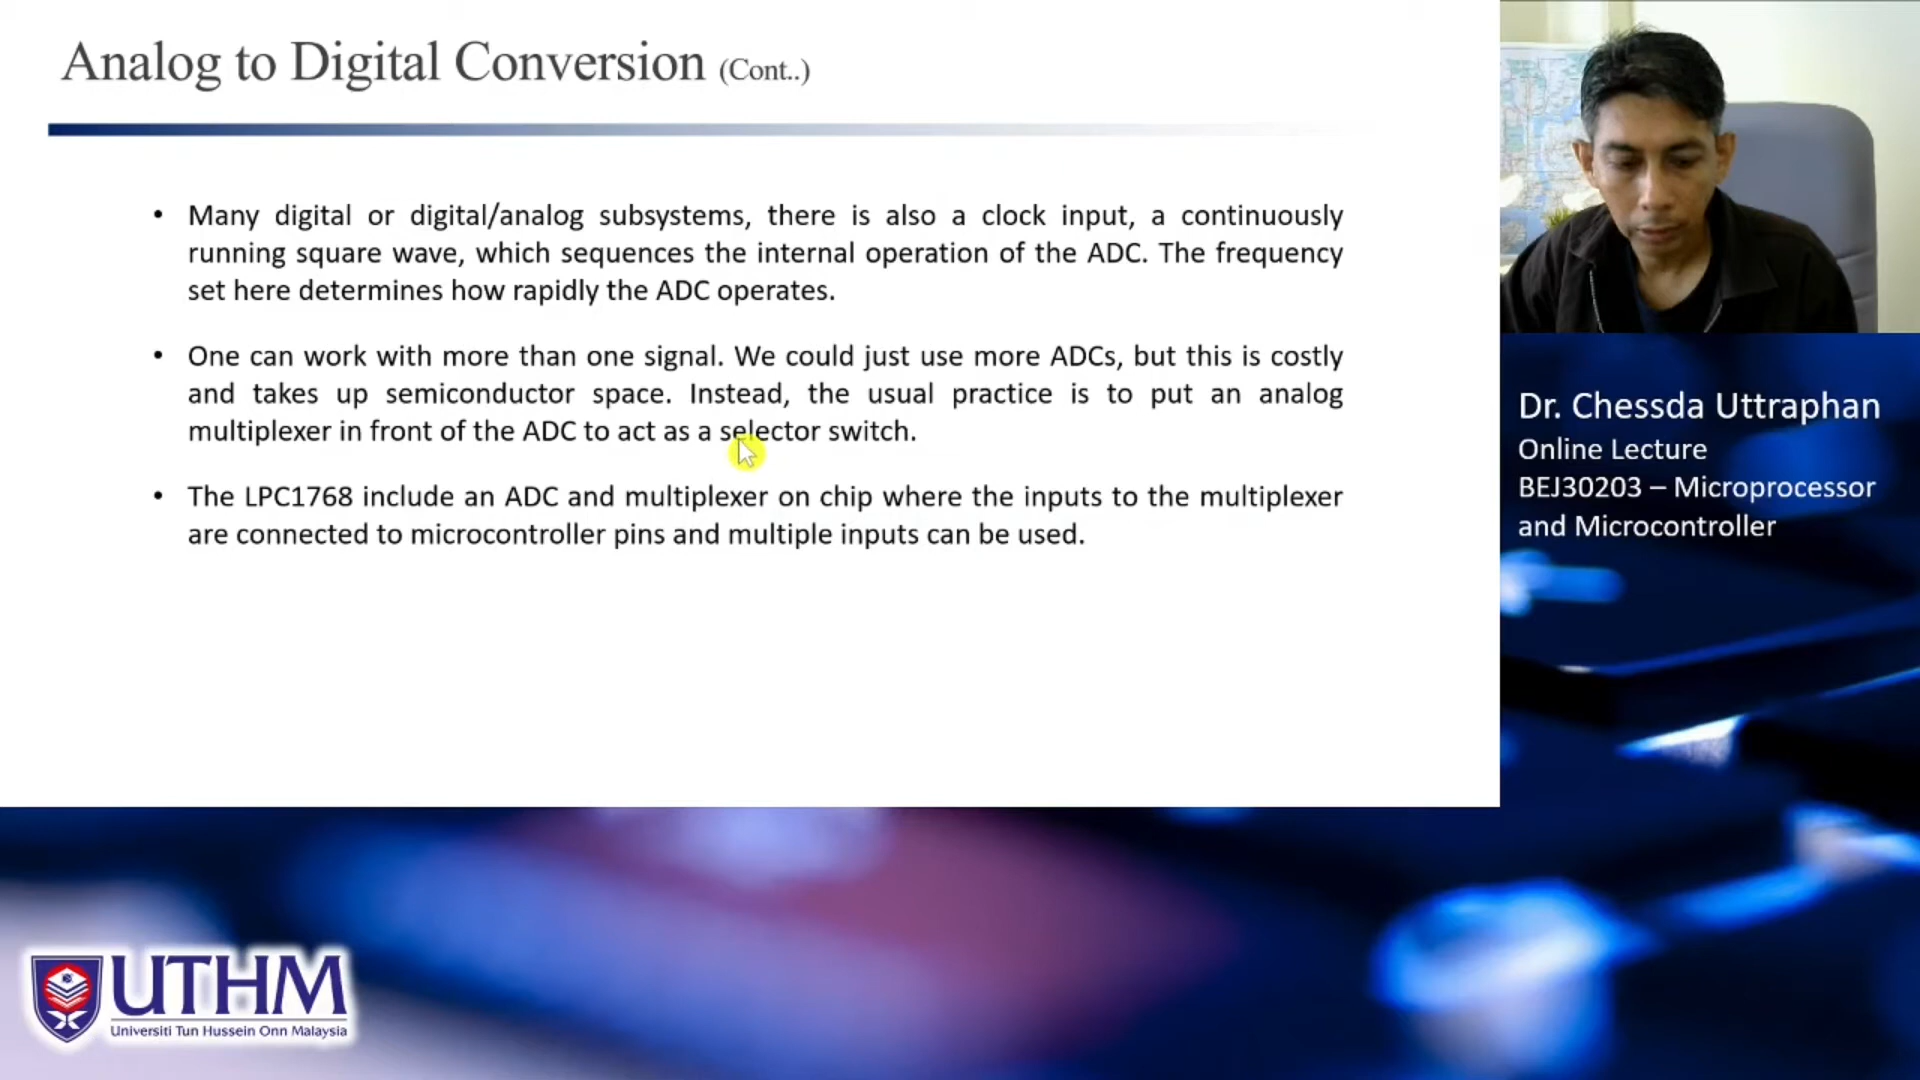 Analog to Digital Conversion (Cont..)
• Many digital or digital/analog subsystems, there is also a clock input, a continuously
running square wave, which sequences the internal operation of the ADC. The frequency
set here determines how rapidly the ADC operates.
• One can work with more than one signal. We could just use more ADCs, but this is costly
and takes up semiconductor space. Instead, the usual practice is to put an analog
multiplexer in front of the ADC to act as a selector switch.
• The LPC1768 include an ADC and multiplexer on chip where the inputs to the multiplexer
are connected to microcontroller pins and multiple inputs can be used.
Dr. Chessda Uttraphan
Online Lecture
BEJ30203 – Microprocessor
and Microcontroller
UTHM
Universiti Tun Hussein Onn Malaysia